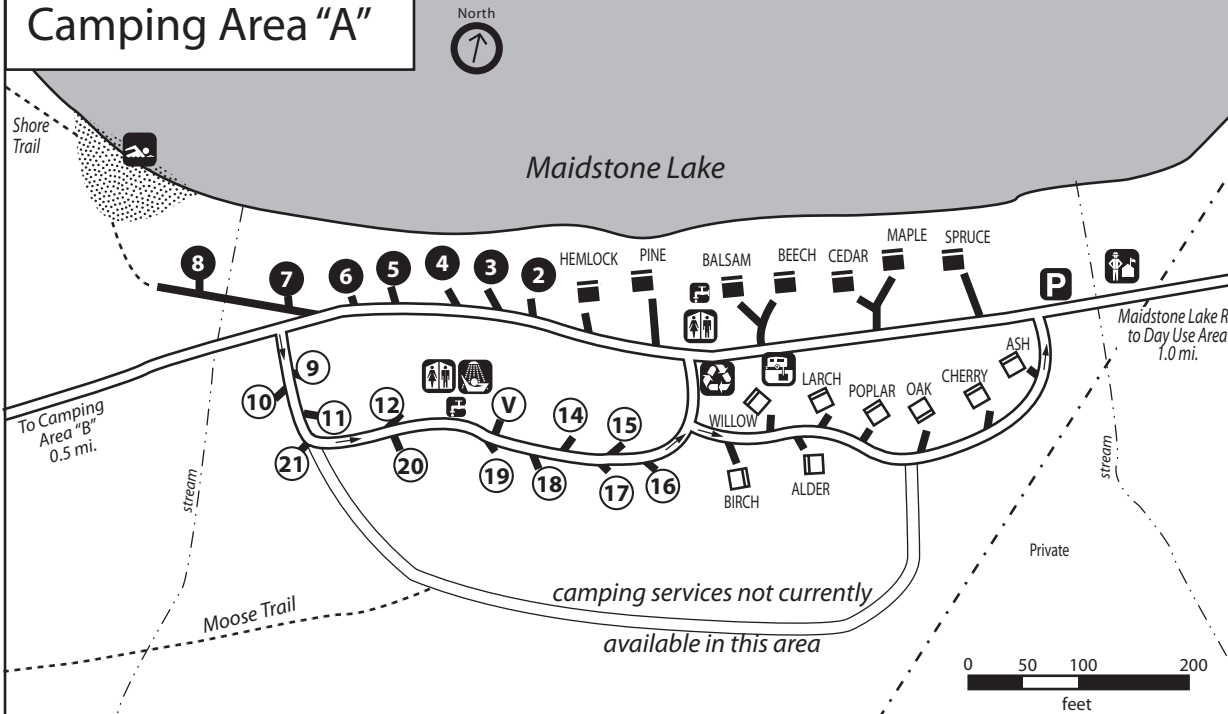 Camping Area “A”
North
Shore
Trail
Maidstone Lake
8
7
6
5
4
3
2
HEMLOCK
PINE
BALSAM
BEECH
CEDAR
MAPLE
SPRUCE
P
Maidstone Lake R
to Day Use Area
1.0 mi.
9
10
11
12
V
14
15
21
20
19
18
17
16
WILLOW
LARCH
POPLAR
OAK
CHERRY
ASH
BIRCH
ALDER
To Camping
Area “B”
0.5 mi.
stream
stream
Private
Moose Trail
camping services not currently
available in this area
0 50 100 200
feet